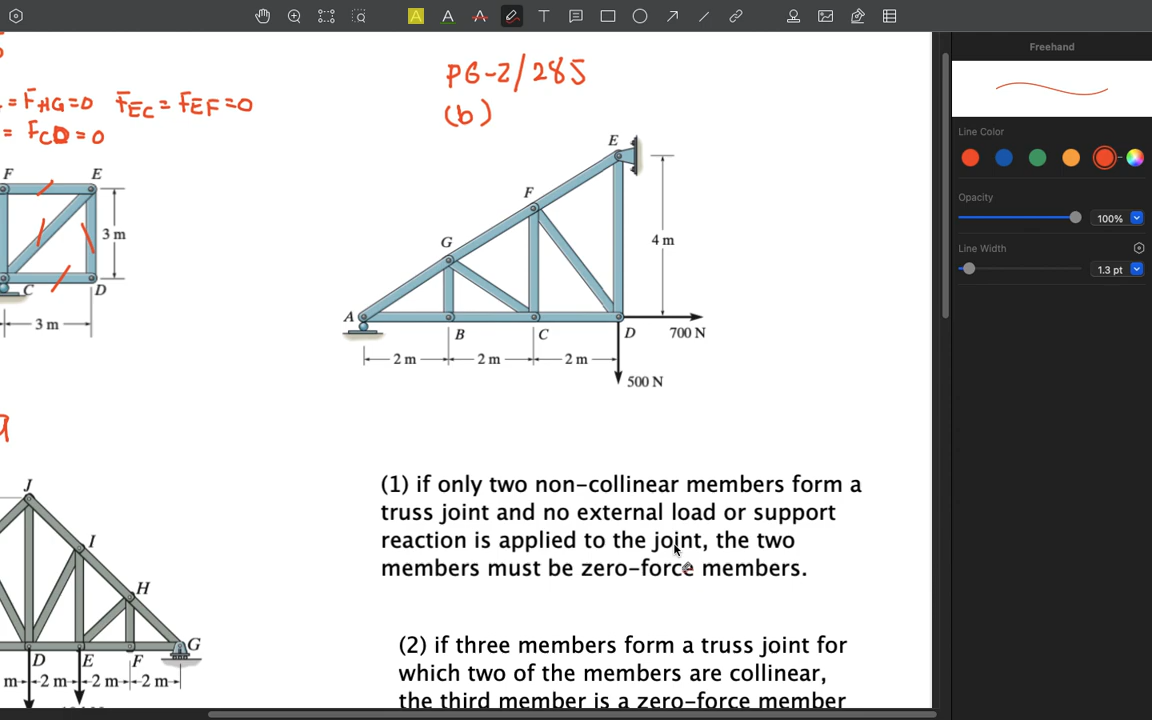 Freehand
PG-2/285
= FHG=0 FEC = FEF=0
(b)
= FCD=0
Line Color
Opacity
100%
Line Width
1.3 pt
F E
3 m
C D
3 m
E
F
G
4 m
A
B C D 700 N
2 m 2 m 2 m
500 N
(1) if only two non-collinear members form a
truss joint and no external load or support
reaction is applied to the joint, the two
members must be zero-force members.
J
I
H
G
D E F
m 2 m 2 m 2 m
(2) if three members form a truss joint for
which two of the members are collinear,
the third member is a zero-force member